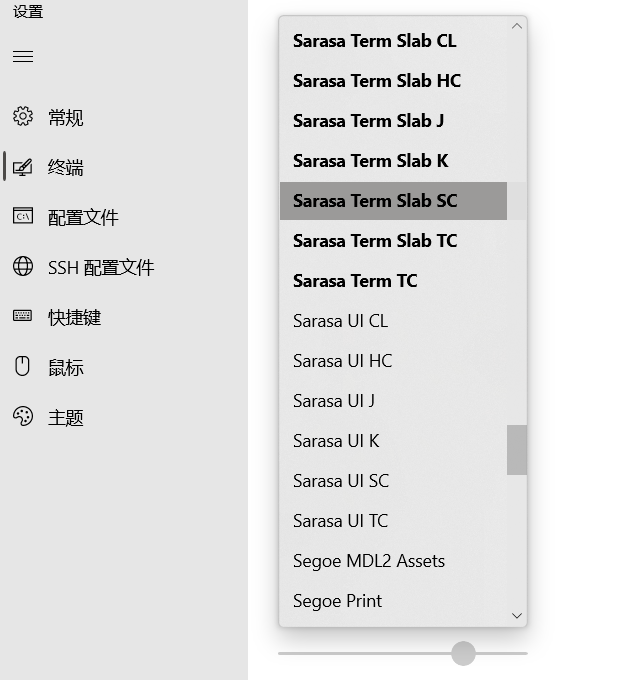 设置
常规
终端
配置文件
SSH 配置文件
快捷键
鼠标
主题
Sarasa Term Slab CL
Sarasa Term Slab HC
Sarasa Term Slab J
Sarasa Term Slab K
Sarasa Term Slab SC
Sarasa Term Slab TC
Sarasa Term TC
Sarasa UI CL
Sarasa UI HC
Sarasa UI J
Sarasa UI K
Sarasa UI SC
Sarasa UI TC
Segoe MDL2 Assets
Segoe Print